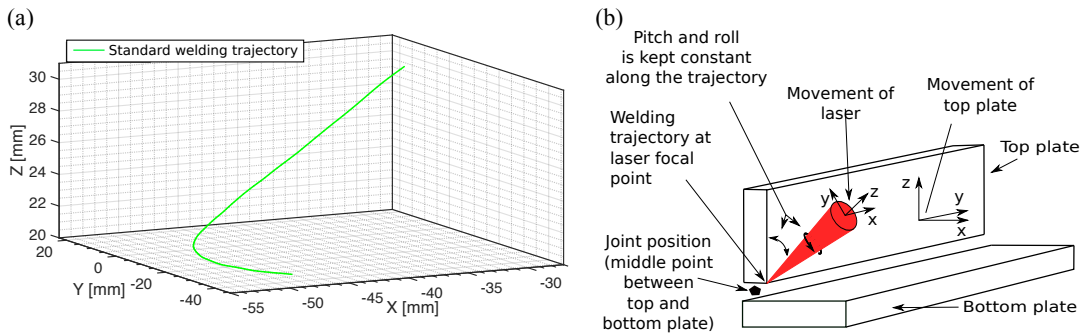 (a)
Standard welding trajectory
30
28
26
24
22
20
Z [mm]
20
0
-20
-40
Y [mm]
-55
-50
-45
-40
-35
-30
X [mm]
(b)
Pitch and roll
is kept constant
along the trajectory
Movement of
laser
Movement of
top plate
Welding
trajectory at
laser focal
point
Top plate
y
z
x
z
y
x
Joint position
(middle point
between
top and
bottom plate)
Bottom plate